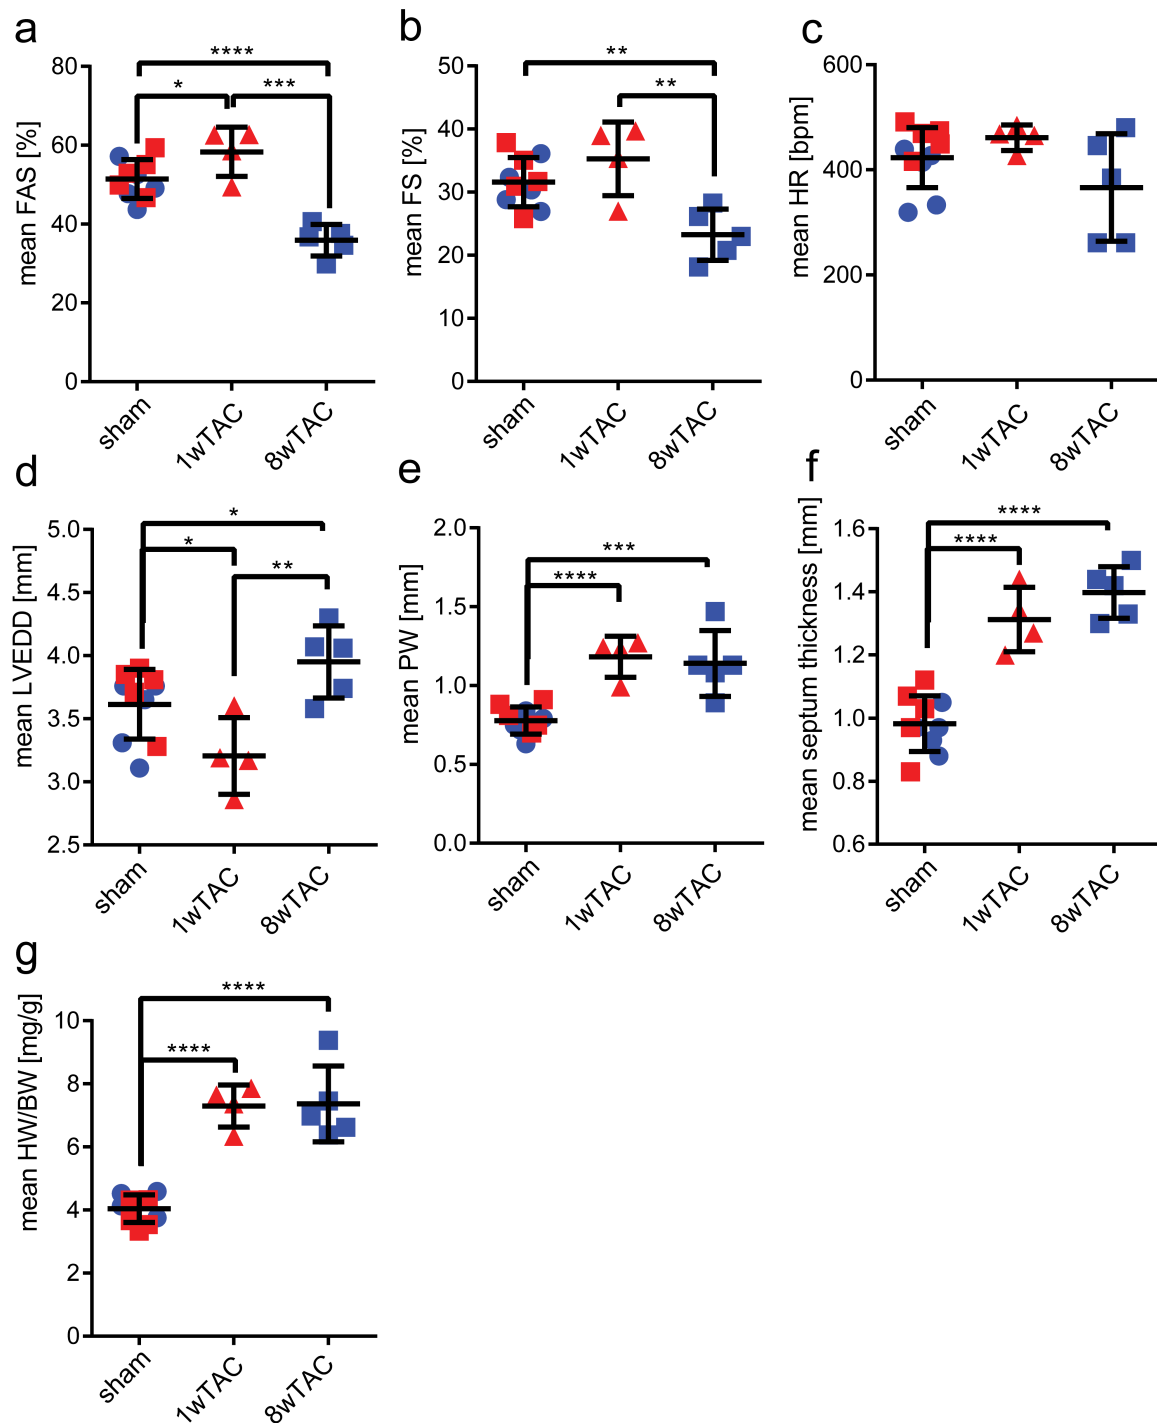 a
****
*
***
mean FAS [%]
80
60
40
20
0
sham
1wTAC
8wTAC
b
**
**
mean FS [%]
50
40
30
20
10
0
sham
1wTAC
8wTAC
c
mean HR [bpm]
600
400
200
0
sham
1wTAC
8wTAC
d
*
*
**
mean LVEDD [mm]
5.0
4.5
4.0
3.5
3.0
2.5
sham
1wTAC
8wTAC
e
***
****
mean PW [mm]
2.0
1.5
1.0
0.5
0.0
sham
1wTAC
8wTAC
f
****
****
mean septum thickness [mm]
1.6
1.4
1.2
1.0
0.8
0.6
sham
1wTAC
8wTAC
g
****
****
mean HW/BW [mg/g]
10
8
6
4
2
0
sham
1wTAC
8wTAC